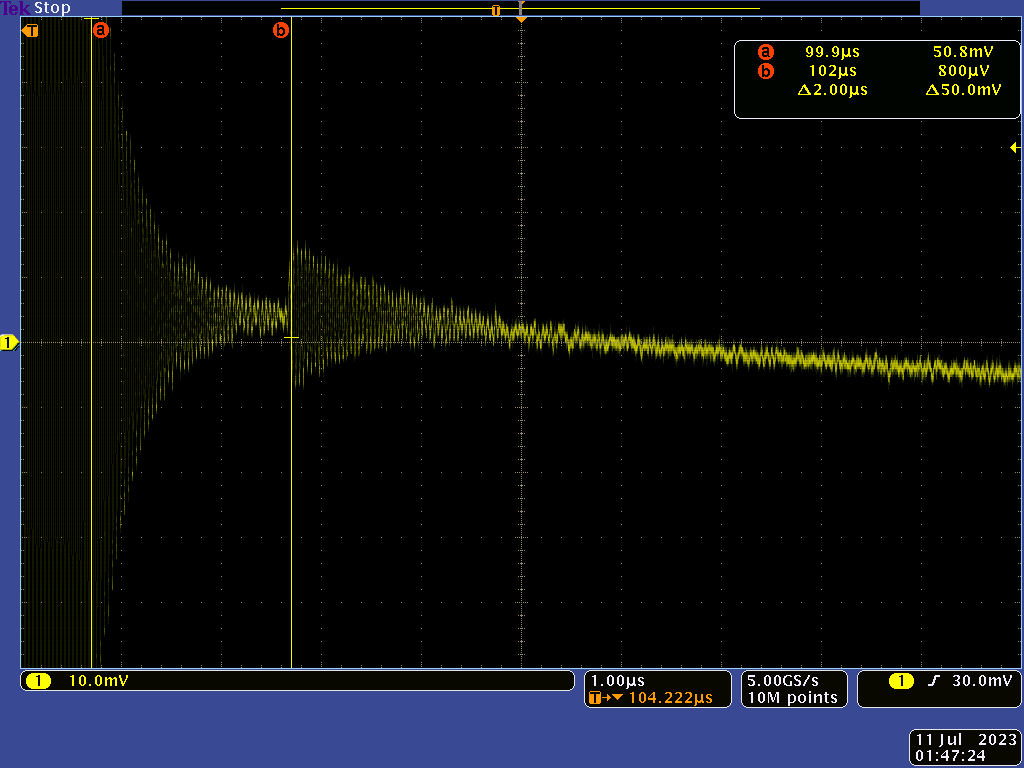 Tek Stop
T
T
a
b
a 99.9µs 50.8mV
b 102µs 800µV
Δ2.00µs Δ50.0mV
1
1 10.0mV
1.00µs
T→▼ 104.222µs
5.00GS/s
10M points
1 ∫ 30.0mV
11 Jul 2023
01:47:24